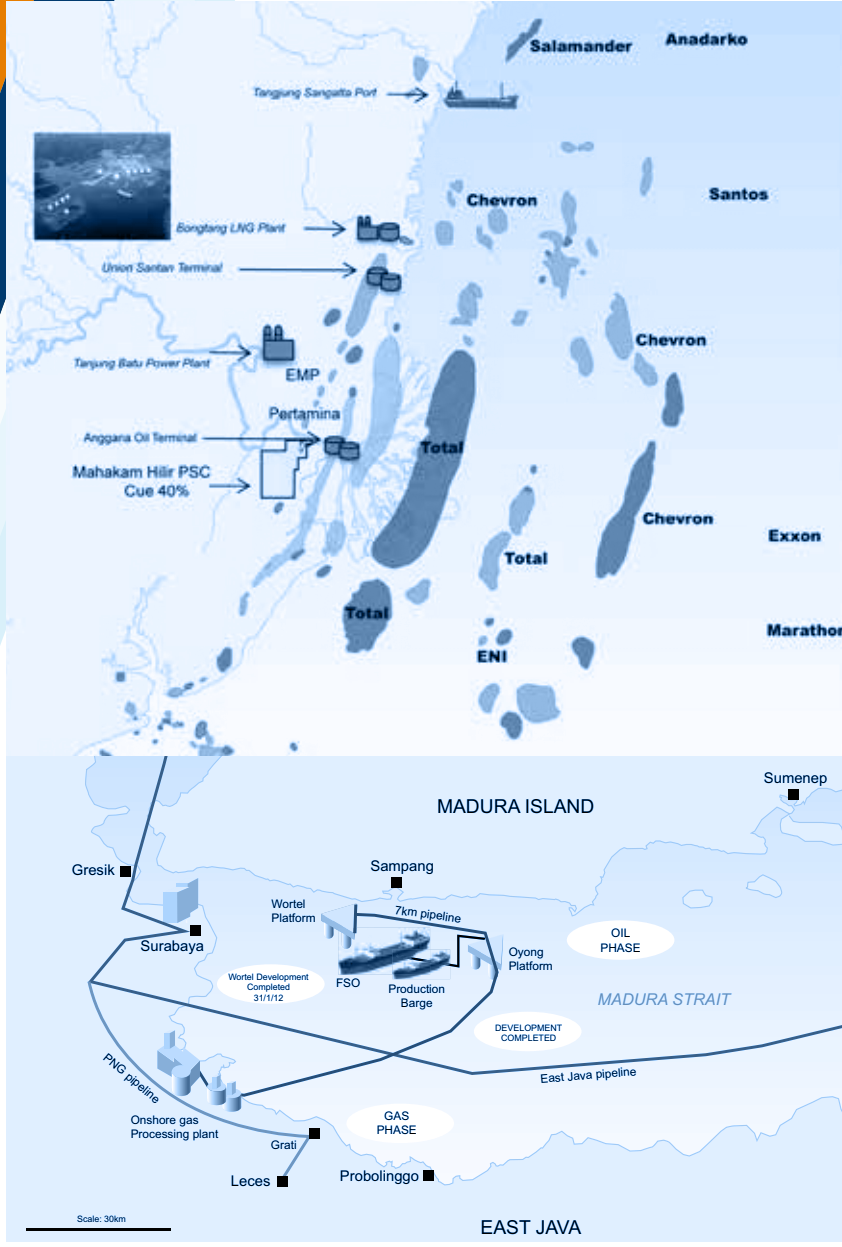 Salamander
Anadarko
Tangjung Sangatta Port
Chevron
Santos
Bongtang LNG Plant
Union Santan Terminal
Chevron
Tanjung Batu Power Plant
EMP
Pertamina
Anggana Oil Terminal
Total
Mahakam Hilir PSC
Cue 40%
Chevron
Exxon
Total
Total
Marathon
ENI
Sumenep
MADURA ISLAND
Gresik
Sampang
Wortel
Platform
7km pipeline
OIL
PHASE
Surabaya
Oyong
Platform
Wortel Development
Completed
31/1/12
FSO
Production
Barge
MADURA STRAIT
DEVELOPMENT
COMPLETED
PNG pipeline
East Java pipeline
Onshore gas
Processing plant
GAS
PHASE
Grati
Leces
Probolinggo
Scale: 30km
EAST JAVA